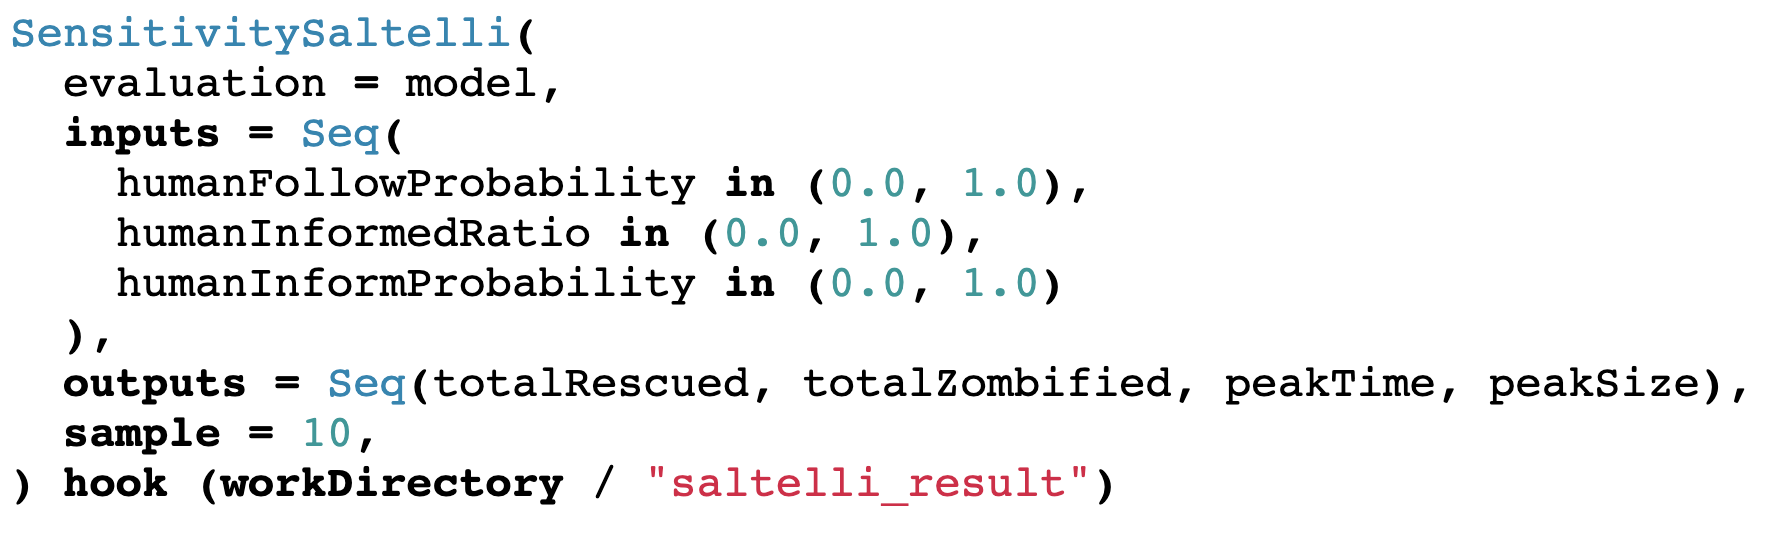 SensitivitySaltelli(
  evaluation = model,
  inputs = Seq(
    humanFollowProbability in (0.0, 1.0),
    humanInformedRatio in (0.0, 1.0),
    humanInformProbability in (0.0, 1.0)
  ),
  outputs = Seq(totalRescued, totalZombified, peakTime, peakSize),
  sample = 10,
) hook (workDirectory / "saltelli_result")